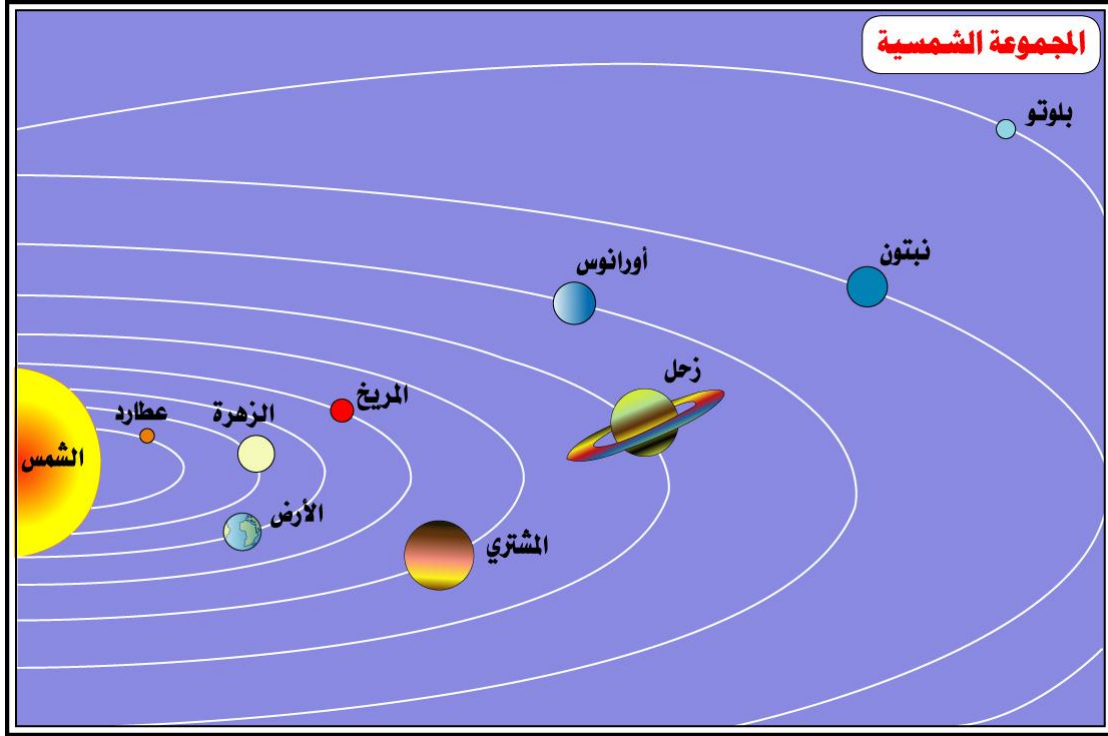 المجموعة الشمسية
بلوتو
نبتون
أورانوس
زحل
المريخ
الزهرة
عطارد
الشمس
الأرض
المشتري